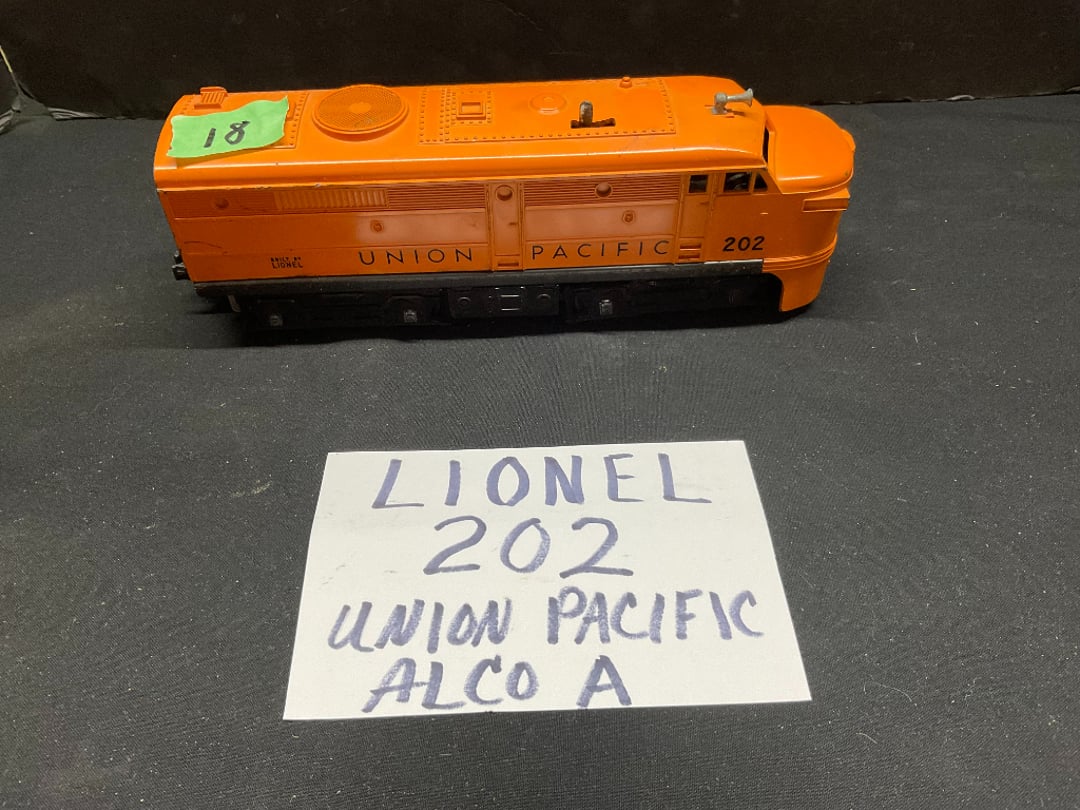 18
BUILT BY
LIONEL
UNION PACIFIC 202
LIONEL
202
UNION PACIFIC
ALCO A